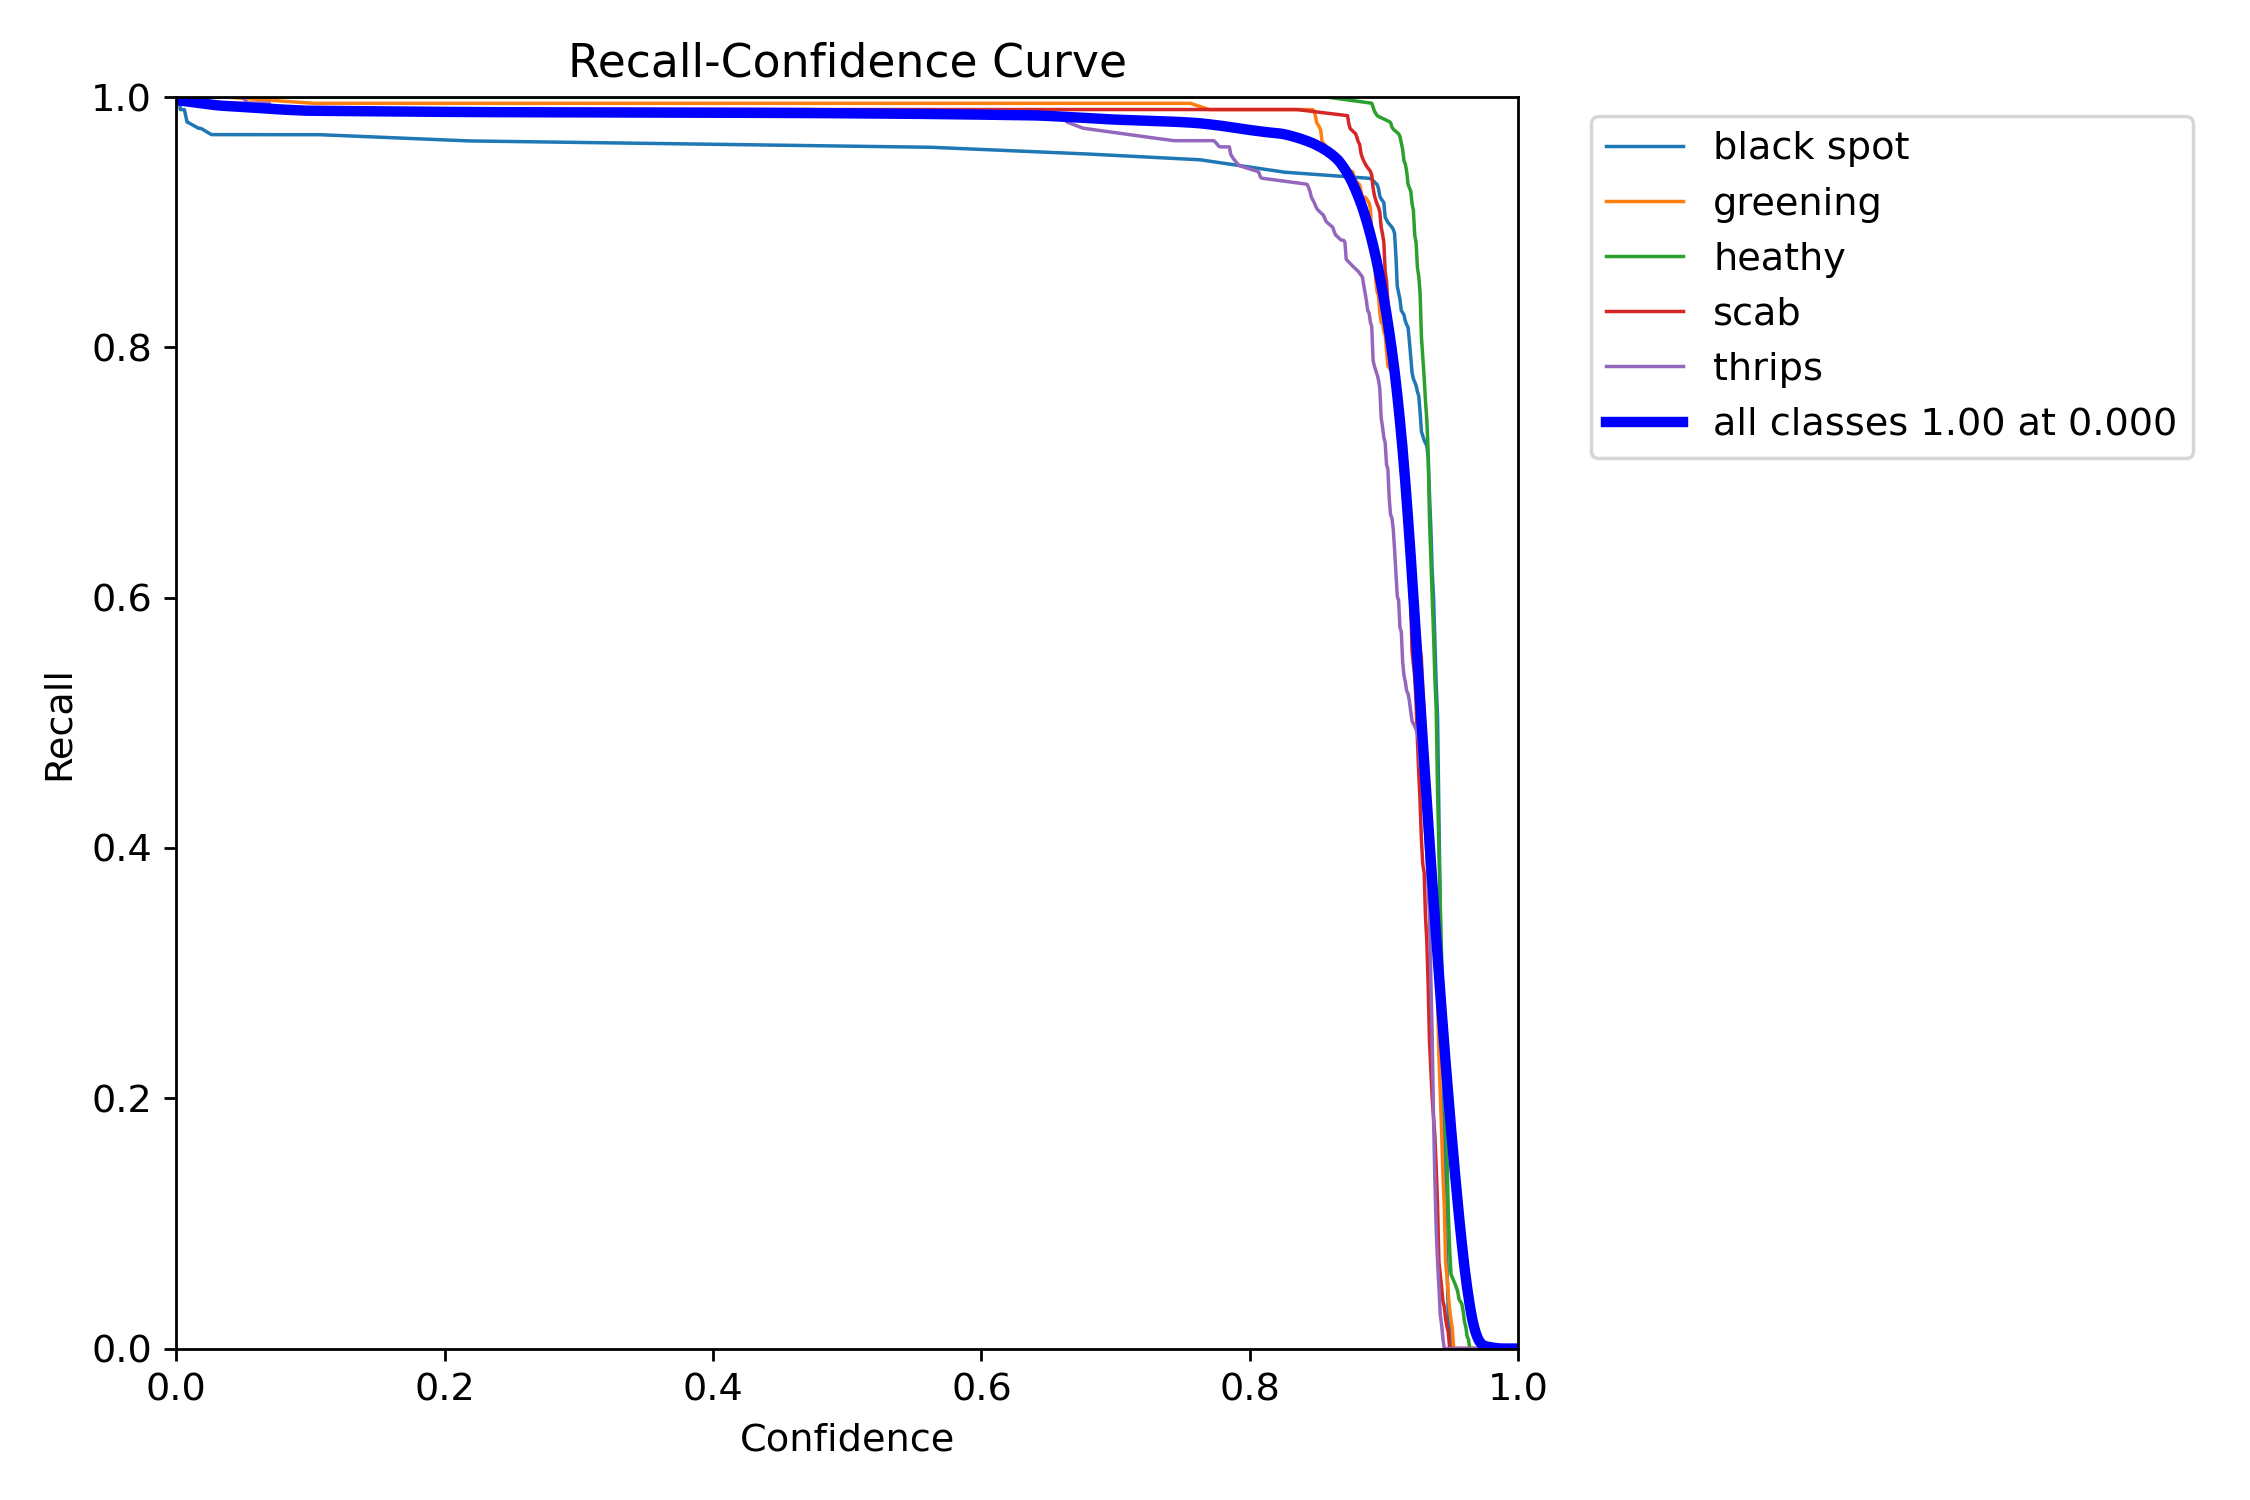 Recall-Confidence Curve
1.0
0.8
0.6
0.4
0.2
0.0
Recall
0.0 0.2 0.4 0.6 0.8 1.0
Confidence
black spot
greening
heathy
scab
thrips
all classes 1.00 at 0.000